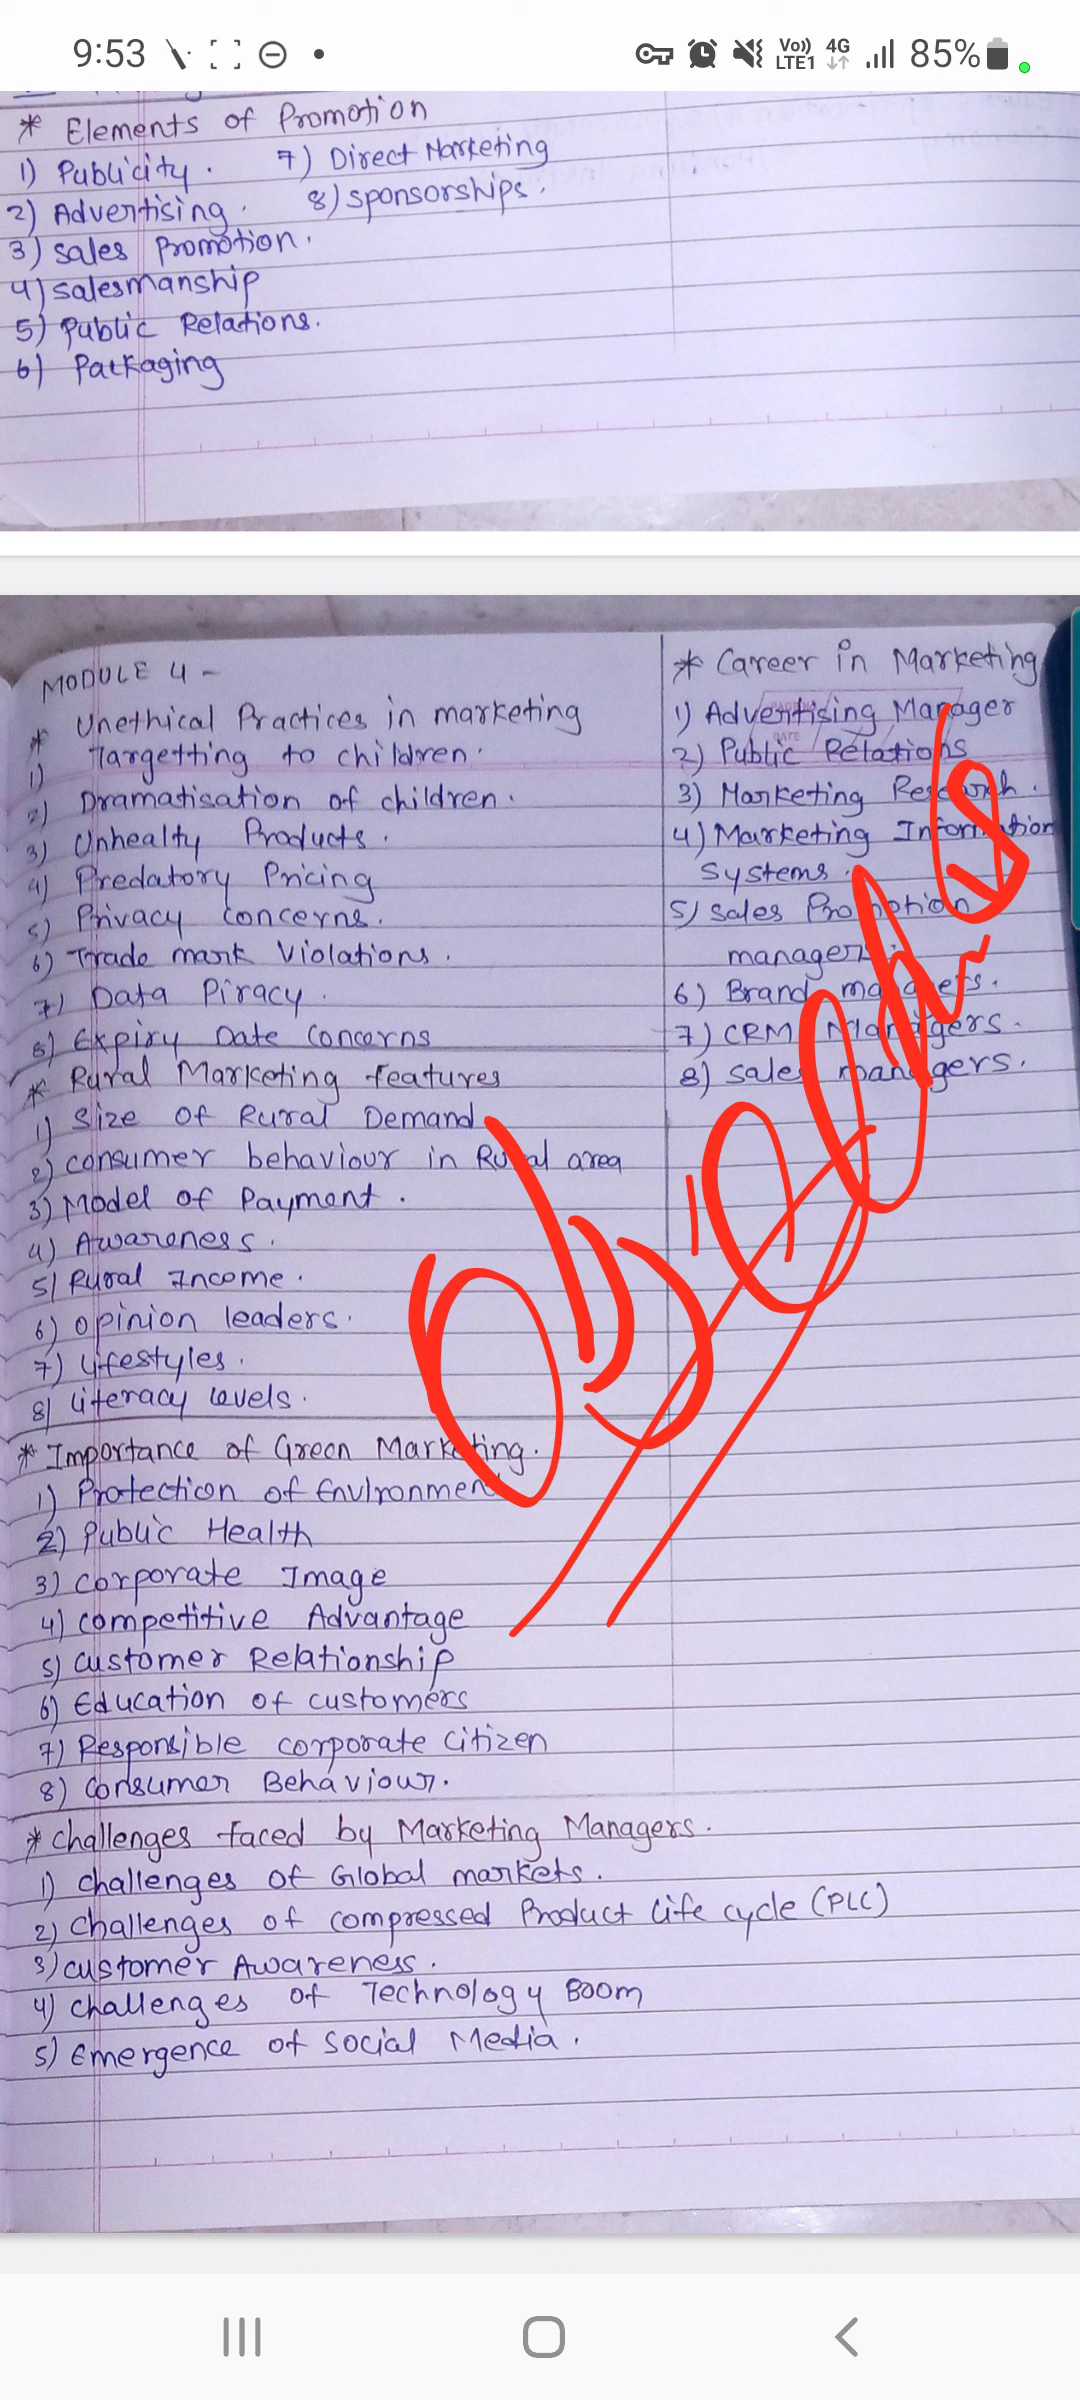 9:53
Vo)) LTE1 4G 85%
* Elements of Promotion
1) Publicity.
2) Advertising.
3) sales Promotion.
4) salesmanship
5) Public Relations.
6) Packaging
7) Direct Marketing
8) sponsorships.
MODULE 4 -
* Unethical Practices in marketing
1) Targetting to children.
2) Dramatisation of children.
3) Unhealty Products.
4) Predatory Pricing
5) Privacy concerns.
6) Trade mark Violations.
7) Data Piracy.
8) Expiry Date Concerns
* Rural Marketing features
1) Size of Rural Demand
2) consumer behaviour in Rural area
3) Model of Payment.
4) Awareness.
5) Rural Income.
6) opinion leaders.
7) lifestyles.
8) literacy levels.
* Importance of Green Marketing.
1) Protection of Environment
2) Public Health
3) corporate Image
4) competitive Advantage
5) customer Relationship
6) Education of customers
7) Responsible corporate citizen
8) Consumer Behaviour.
* challenges faced by Marketing Managers.
1) challenges of Global markets.
2) challenges of compressed Product life cycle (PLC)
3) customer Awareness.
4) challenges of Technology Boom
5) Emergence of social Media.
* Career in Marketing
1) Advertising Manager
2) Public Relations
3) Marketing Research.
4) Marketing Information
Systems.
5) sales Promotion
managers.
6) Brand managers.
7) CRM Managers.
8) sales managers.
DATE